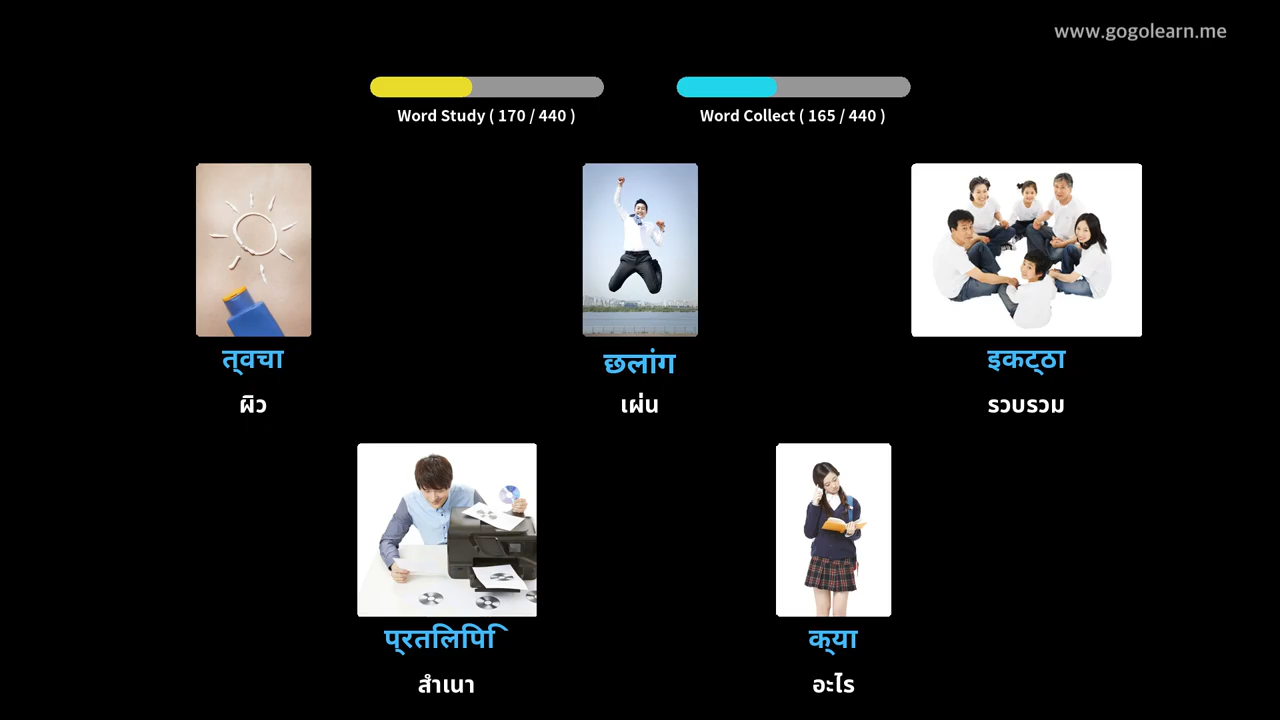 www.gogolearn.me
Word Study ( 170 / 440 )
Word Collect ( 165 / 440 )
त्वचा
छलांग
इकट्ठा
ผิว
เผ่น
รวบรวม
प्रतिलिपि
क्या
สำเนา
อะไร